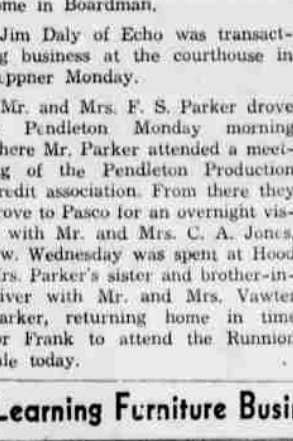 ome in Boardman.
Jim Daly of Echo was transact-
g business at the courthouse in
eppner Monday.
Mr. and Mrs. F. S. Parker drove
Pendleton Monday morning
here Mr. Parker attended a meet-
g of the Pendleton Production
redit association. From there they
rove to Pasco for an overnight vis-
with Mr. and Mrs. C. A. Jones,
w. Wednesday was spent at Hood
rs. Parker's sister and brother-in-
iver with Mr. and Mrs. Vawter
arker, returning home in time
or Frank to attend the Runnion
le today.
Learning Furniture Busi